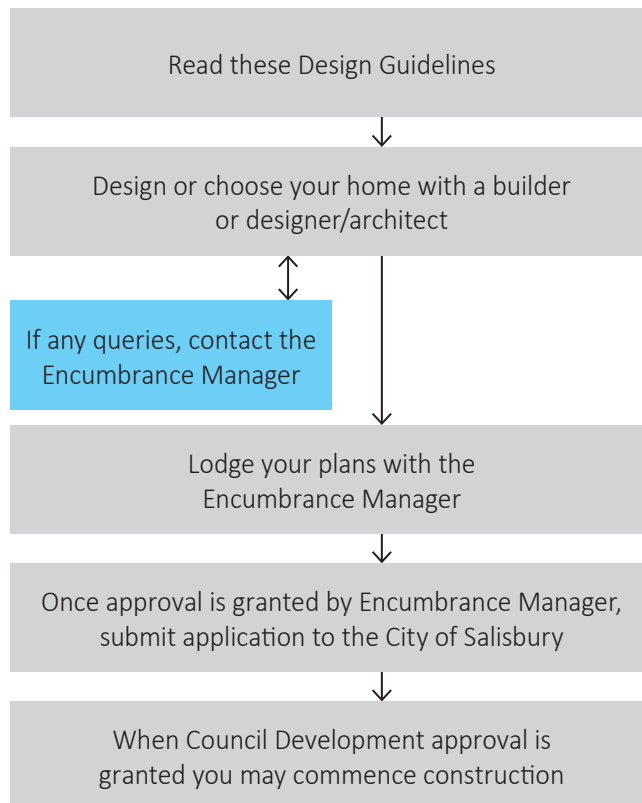 Read these Design Guidelines
Design or choose your home with a builder
or designer/architect
If any queries, contact the
Encumbrance Manager
Lodge your plans with the
Encumbrance Manager
Once approval is granted by Encumbrance Manager,
submit application to the City of Salisbury
When Council Development approval is
granted you may commence construction